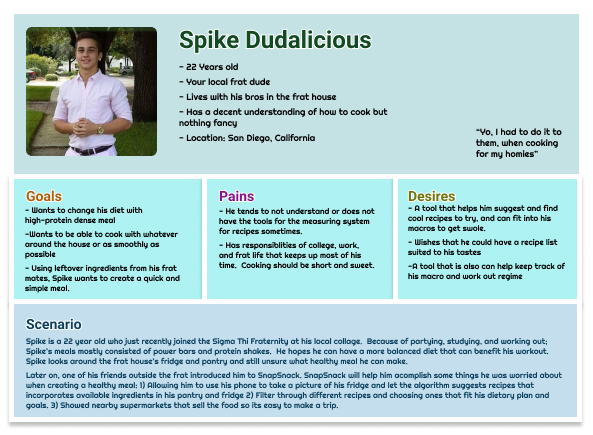 Spike Dudalicious
- 22 Years old
- Your local frat dude
- Lives with his bros in the frat house
- Has a decent understanding of how to cook but
nothing fancy
- Location: San Diego, California
"Yo, I had to do it to
them, when cooking
for my homies"
Goals
- Wants to change his diet with
high-protein dense meal
-Wants to be able to cook with whatever
around the house or as smoothly as
possible
- Using leftover ingredients from his frat
mates, Spike wants to create a quick and
simple meal.
Pains
- He tends to not understand or does not
have the tools for the measuring system
for recipes sometimes.
- Has responsiblities of college, work,
and frat life that keeps up most of his
time. Cooking should be short and sweet.
Desires
- A tool that helps him suggest and find
cool recipes to try, and can fit into his
macros to get swole.
- Wishes that he could have a recipe list
suited to his tastes
-A tool that is also can help keep track of
his macro and work out regime
Scenario
Spike is a 22 year old who just recently joined the Sigma Thi Fraternity at his local collage. Because of partying, studying, and working out;
Spike's meals mostly consisted of power bars and protein shakes. He hopes he can have a more balanced diet that can benefit his workout.
Spike looks around the frat house's fridge and pantry and still unsure what healthy meal he can make.
Later on, one of his friends outside the frat introduced him to SnapSnack. SnapSnack will help him acomplish some things he was worried about
when creating a healthy meal: 1) Allowing him to use his phone to take a picture of his fridge and let the algorithm suggests recipes that
incorporates available ingredients in his pantry and fridge 2) Filter through different recipes and choosing ones that fit his dietary plan and
goals. 3) Showed nearby supermarkets that sell the food so its easy to make a trip.